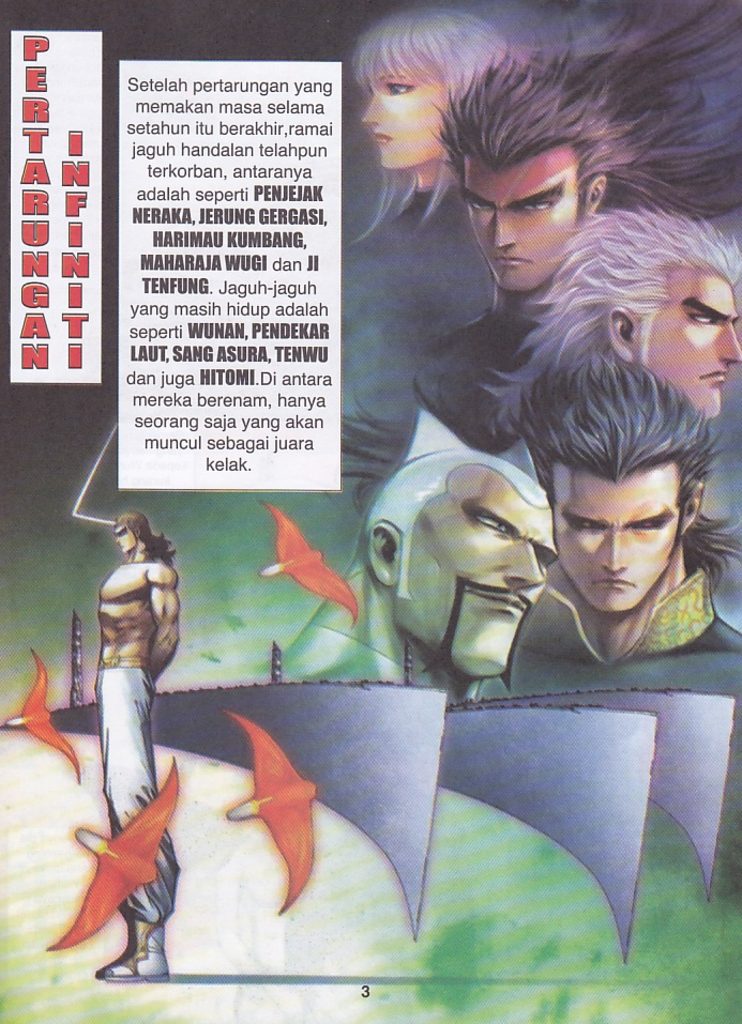 PERTARUNGAN
INFINITI
Setelah pertarungan yang
memakan masa selama
setahun itu berakhir,ramai
jaguh handalan telahpun
terkorban, antaranya
adalah seperti PENJEJAK
NERAKA, JERUNG GERGASI,
HARIMAU KUMBANG,
MAHARAJA WUGI dan JI
TENFUNG. Jaguh-jaguh
yang masih hidup adalah
seperti WUNAN, PENDEKAR
LAUT, SANG ASURA, TENWU
dan juga HITOMI.Di antara
mereka berenam, hanya
seorang saja yang akan
muncul sebagai juara
kelak.
3